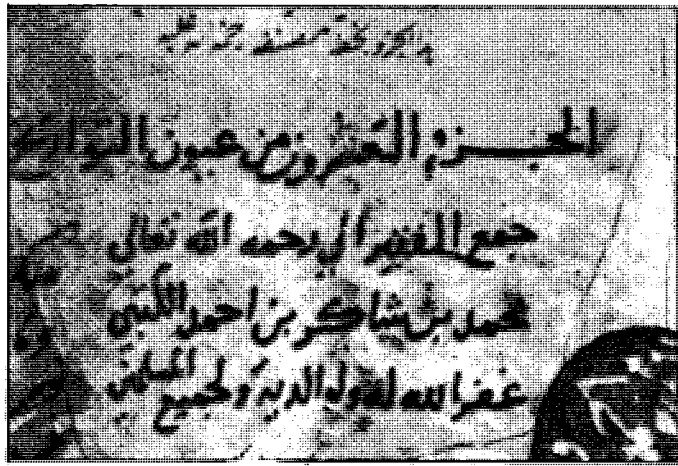 الجزء العشرون من عيون التواريخ
جمع الفقير الى رحمه الله تعالى
محمد بن شاكر بن احمد الكتبي
غفر الله له ولوالديه ولجميع المسلمين